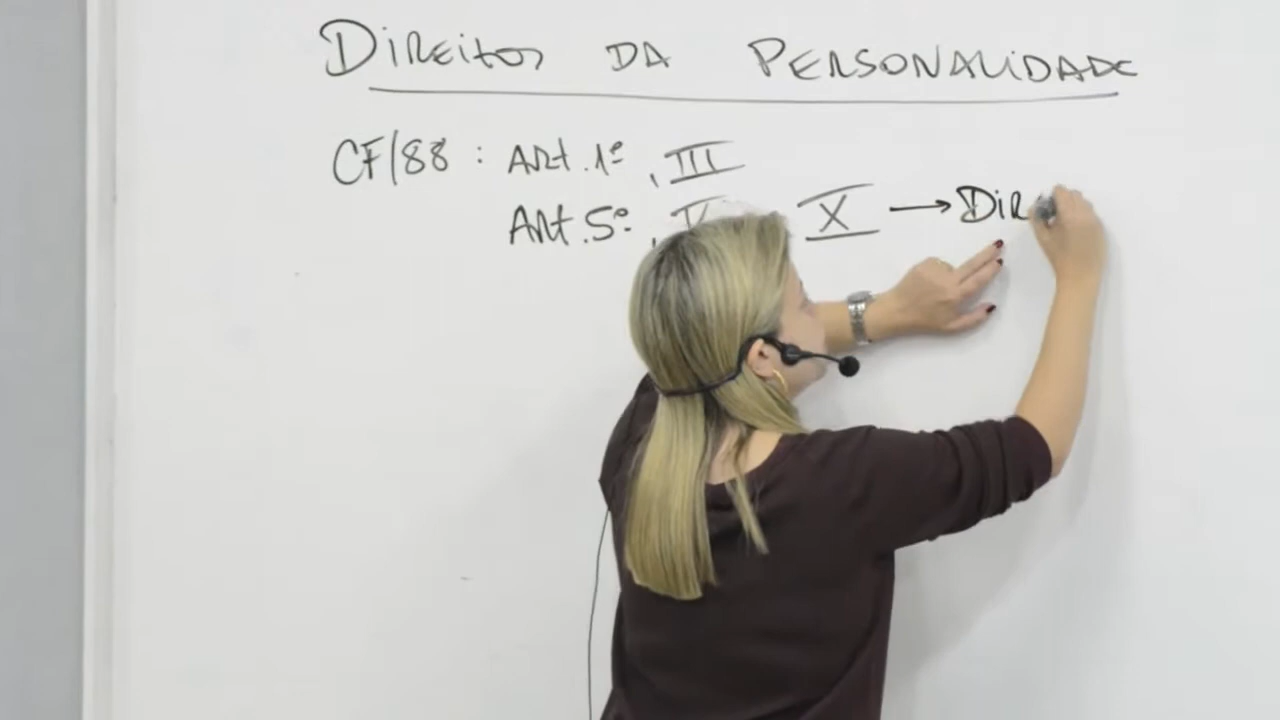 Direitos da Personalidade
CF/88 : Art. 1º, III
Art. 5º, X → Dir